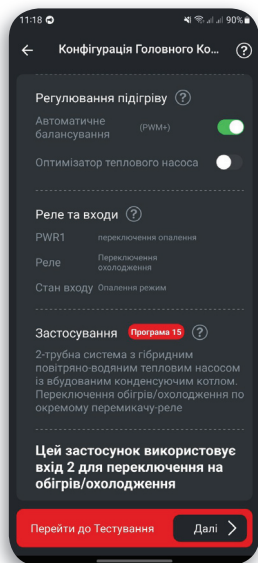 11:18
90%
Конфігурація Головного Ко...
Регулювання підігріву
Автоматичне балансування (PWM+)
Оптимізатор теплового насоса
Реле та входи
PWR1 переключення опалення
Реле Переключення охолодження
Стан входу Опалення режим
Застосування Програма 15
2-трубна система з гібридним
повітряно-водяним тепловим насосом
із вбудованим конденсуючим котлом.
Переключення обігрів/охолодження по
окремому перемикачу-реле
Цей застосунок використовує
вхід 2 для переключення на
обігрів/охолодження
Перейти до Тестування
Далі